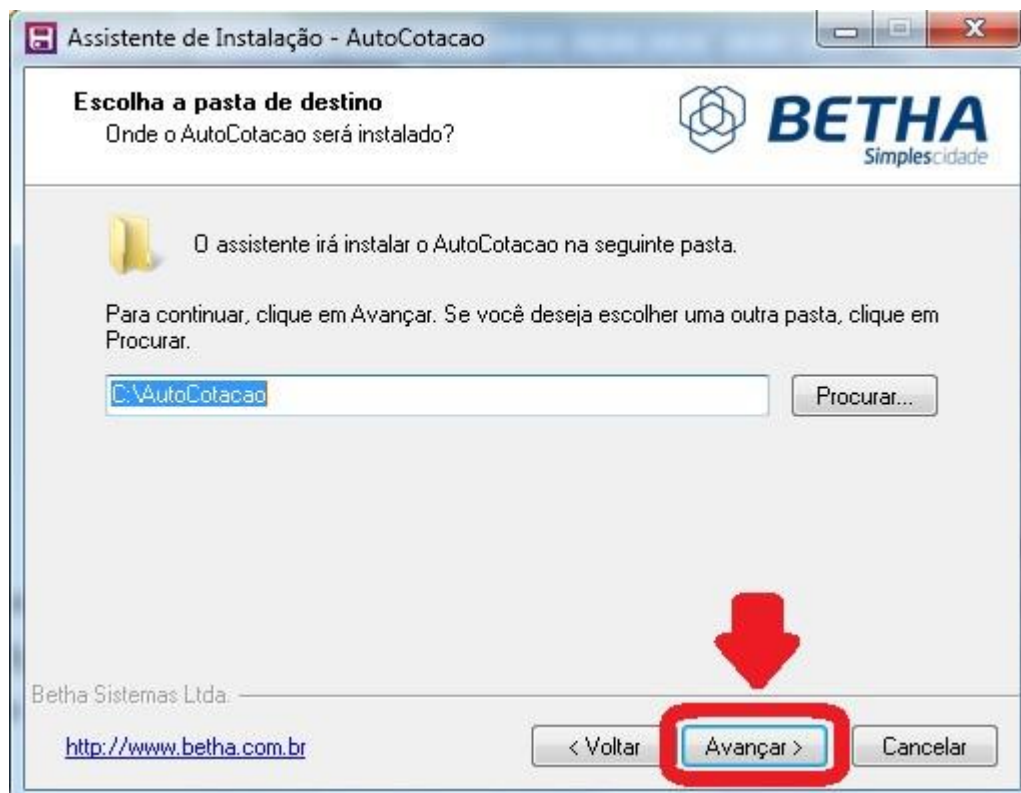 Assistente de Instalação - AutoCotacao
Escolha a pasta de destino
Onde o AutoCotacao será instalado?
BETHA
Simplescidade
O assistente irá instalar o AutoCotacao na seguinte pasta.
Para continuar, clique em Avançar. Se você deseja escolher uma outra pasta, clique em
Procurar.
C:\AutoCotacao
Procurar...
Betha Sistemas Ltda.
http://www.betha.com.br
< Voltar
Avançar >
Cancelar